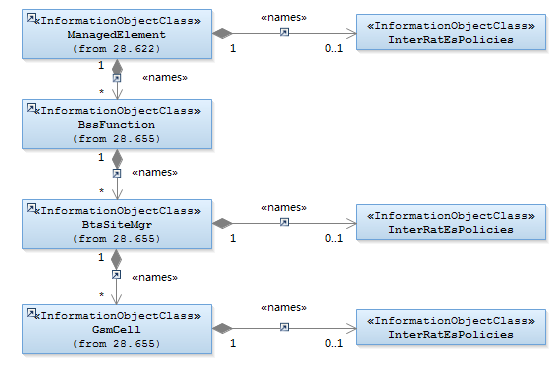 «InformationObjectClass»
ManagedElement
(from 28.622)
«names»
1
0..1
«InformationObjectClass»
InterRatEsPolicies
1
«names»
*
«InformationObjectClass»
BssFunction
(from 28.655)
1
«names»
*
«InformationObjectClass»
BtsSiteMgr
(from 28.655)
«names»
1
0..1
«InformationObjectClass»
InterRatEsPolicies
1
«names»
*
«InformationObjectClass»
GsmCell
(from 28.655)
«names»
1
0..1
«InformationObjectClass»
InterRatEsPolicies